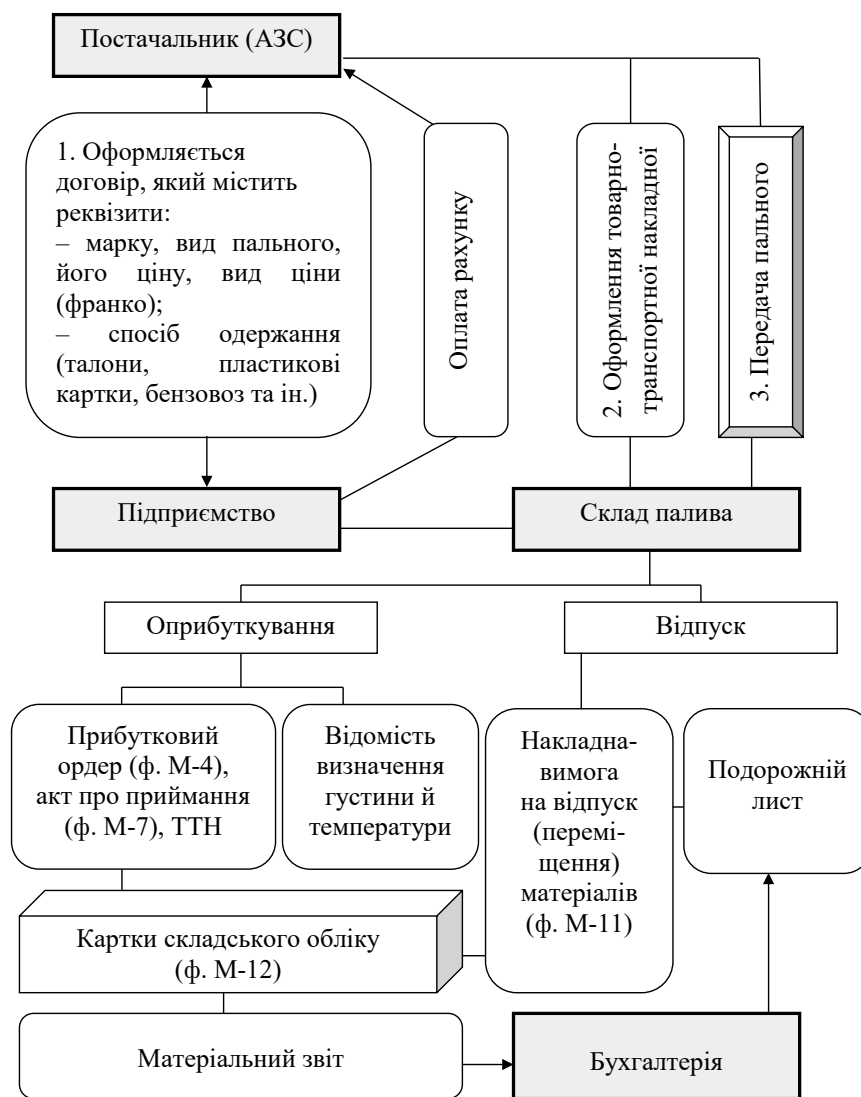 Постачальник (АЗС)
1. Оформляється
договір, який містить
реквізити:
– марку, вид пального,
його ціну, вид ціни
(франко);
– спосіб одержання
(талони, пластикові
картки, бензовоз та ін.)
Оплата рахунку
2. Оформлення товарно-
транспортної накладної
3. Передача пального
Підприємство
Склад палива
Оприбуткування
Відпуск
Прибутковий
ордер (ф. М-4),
акт про приймання
(ф. М-7), ТТН
Відомість
визначення
густини й
температури
Накладна-
вимога
на відпуск
(перемі-
щення)
матеріалів
(ф. М-11)
Подорожній
лист
Картки складського обліку
(ф. М-12)
Матеріальний звіт
Бухгалтерія